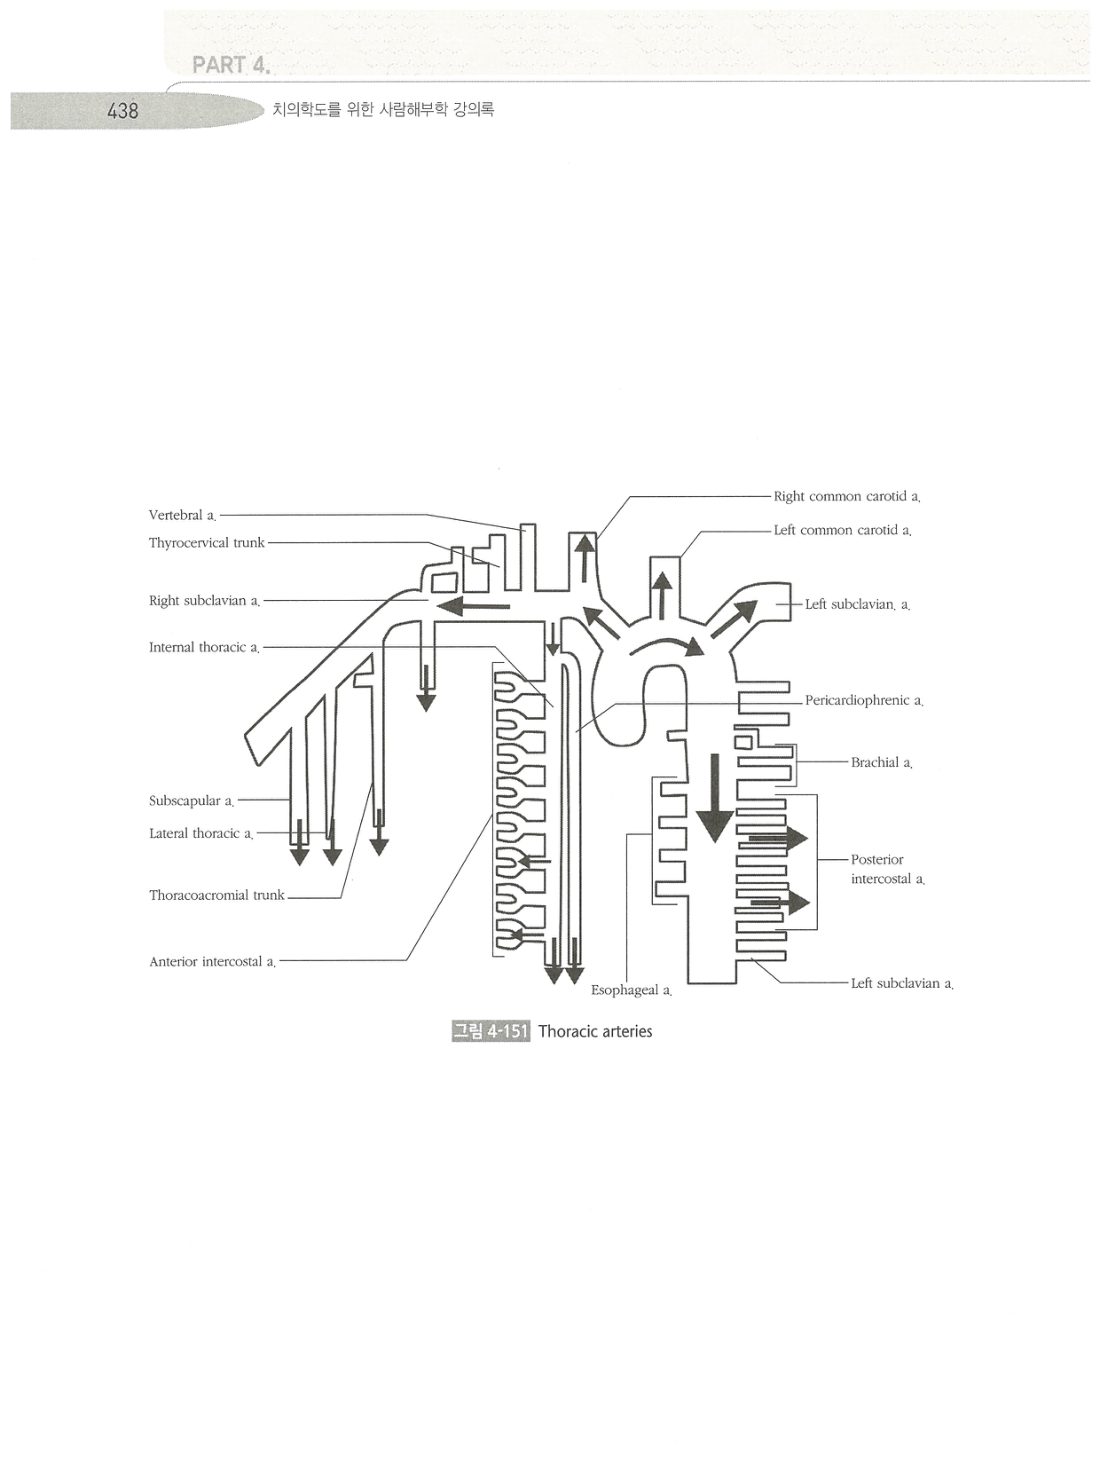 PART 4.
438
치의학도를 위한 사람해부학 강의록
Right common carotid a.
Vertebral a.
Left common carotid a.
Thyrocervical trunk
Right subclavian a.
Left subclavian. a.
Internal thoracic a.
Pericardiophrenic a.
Brachial a.
Subscapular a.
Lateral thoracic a.
Posterior
intercostal a.
Thoracoacromial trunk
Anterior intercostal a.
Left subclavian a.
Esophageal a.
그림 4-151 Thoracic arteries